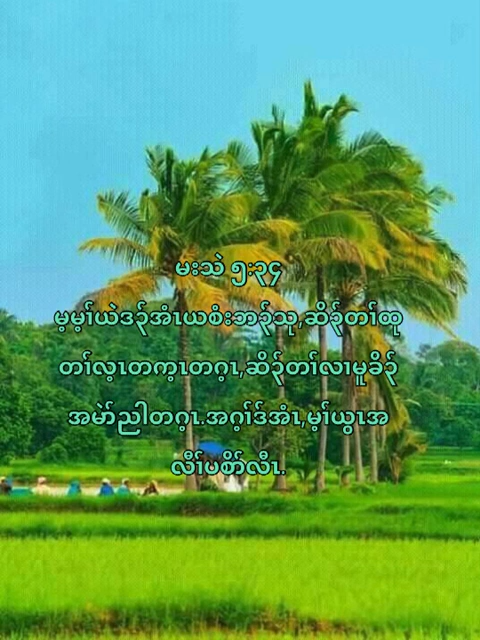 မးသဲ ၅:၃၄
မ့မ့ၢ်ယဲဒၣ်အံၤယစံးဘၣ်သု,ဆိၣ်တၢ်ထု
တၢ်လ့ၤတက့ၤတဂ့ၤ,ဆိၣ်တၢ်လၢမူခိၣ်
အမဲာ်ညါတဂ့ၤ.အဂ့ၢ်ဒ်အံၤ,မ့ၢ်ယွၤအ
လီၢ်ပစိာ်လီၤ.